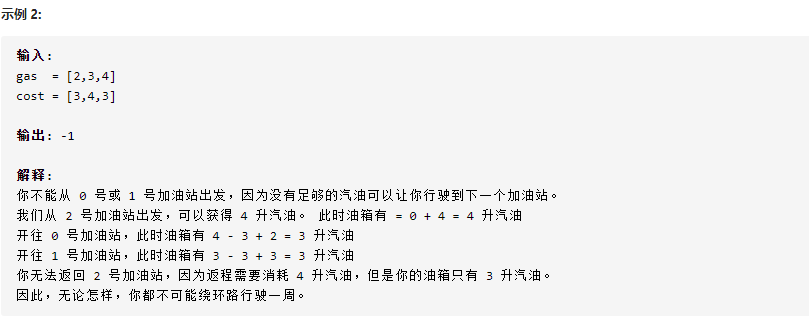 示例 2:
输入:
gas  = [2,3,4]
cost = [3,4,3]
输出: -1
解释:
你不能从 0 号或 1 号加油站出发，因为没有足够的汽油可以让你行驶到下一个加油站。
我们从 2 号加油站出发，可以获得 4 升汽油。 此时油箱有 = 0 + 4 = 4 升汽油
开往 0 号加油站，此时油箱有 4 - 3 + 2 = 3 升汽油
开往 1 号加油站，此时油箱有 3 - 3 + 3 = 3 升汽油
你无法返回 2 号加油站，因为返程需要消耗 4 升汽油，但是你的油箱只有 3 升汽油。
因此，无论怎样，你都不可能绕环路行驶一周。